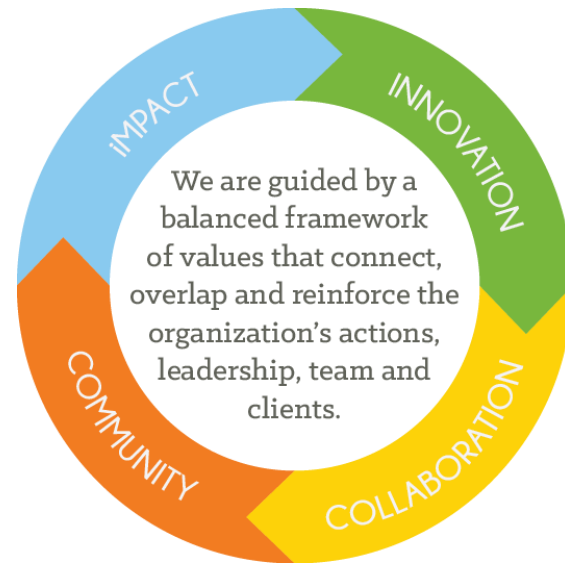 iMPACT
INNOVATION
We are guided by a
balanced framework
of values that connect,
overlap and reinforce the
organization’s actions,
leadership, team and
clients.
COMMUNITY
COLLABORATION